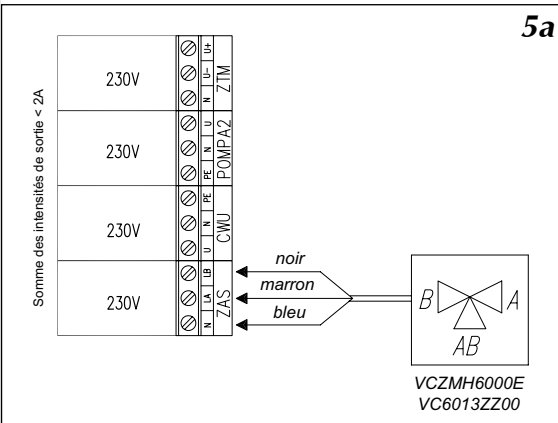 5a
Somme des intensités de sortie < 2A
230V
U+
U-
N
ZTM
230V
U
N
PE
POMPA2
230V
PE
N
U
CWU
230V
LB
LA
N
ZAS
noir
marron
bleu
B
A
AB
VCZMH6000E
VC6013ZZ00